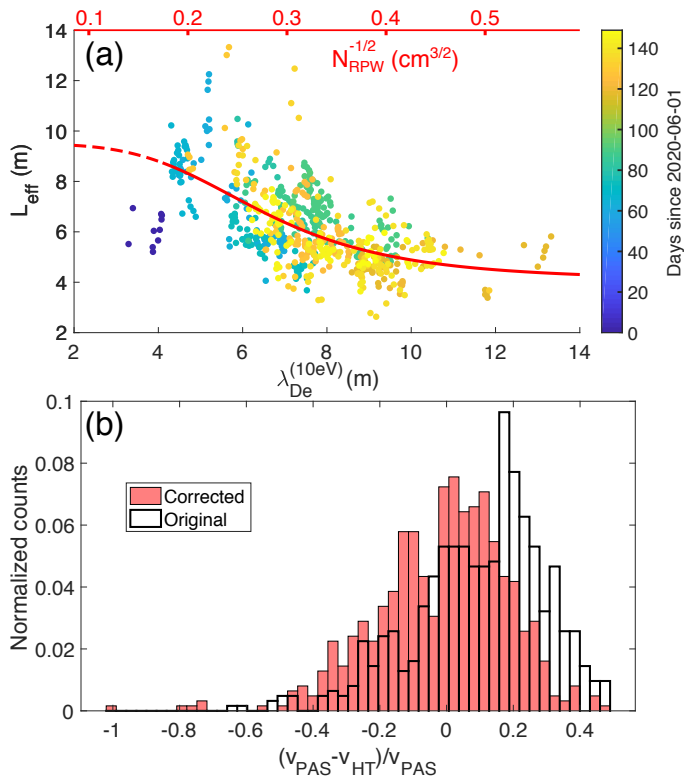 0.1 0.2 0.3 0.4 0.5
N_RPW^-1/2 (cm^3/2)
(a)
14
12
10
8
6
4
2
L_eff (m)
2 4 6 8 10 12 14
λ_De^(10eV) (m)
140
120
100
80
60
40
20
0
Days since 2020-06-01
(b)
0.1
0.08
0.06
0.04
0.02
0
Normalized counts
Corrected
Original
-1 -0.8 -0.6 -0.4 -0.2 0 0.2 0.4
(v_PAS-v_HT)/v_PAS